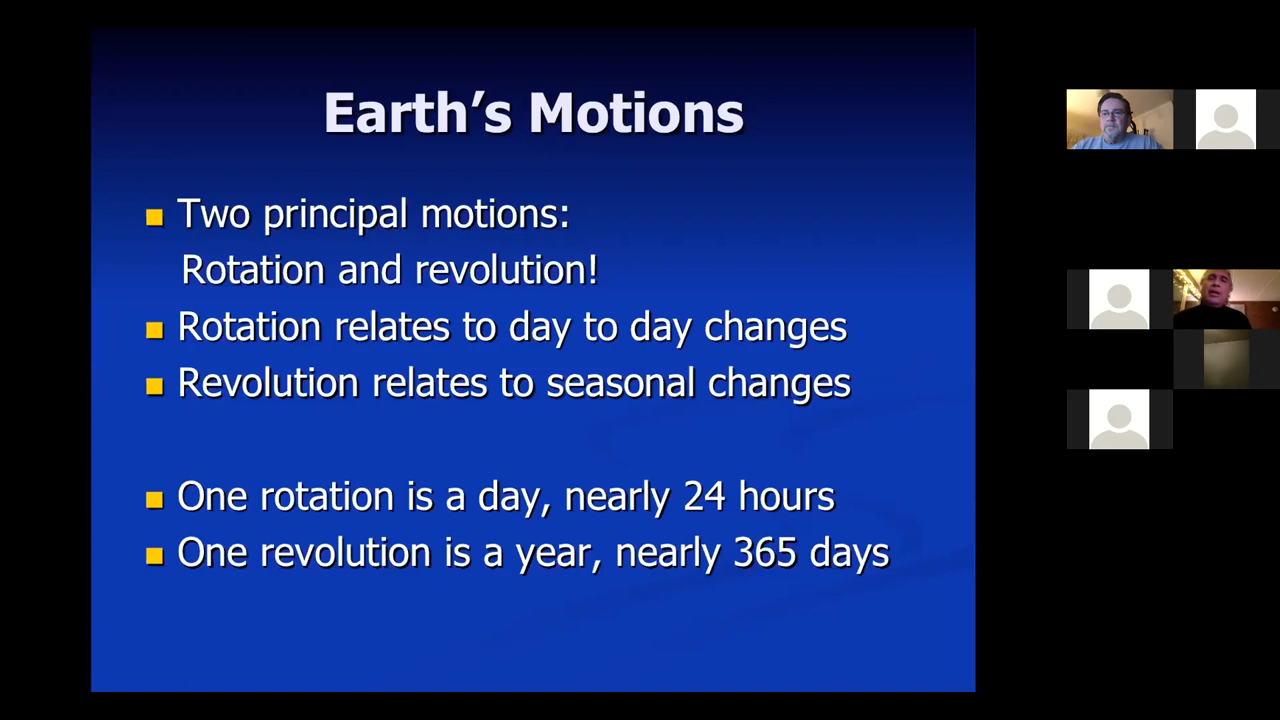 Earth's Motions
Two principal motions:
Rotation and revolution!
Rotation relates to day to day changes
Revolution relates to seasonal changes
One rotation is a day, nearly 24 hours
One revolution is a year, nearly 365 days